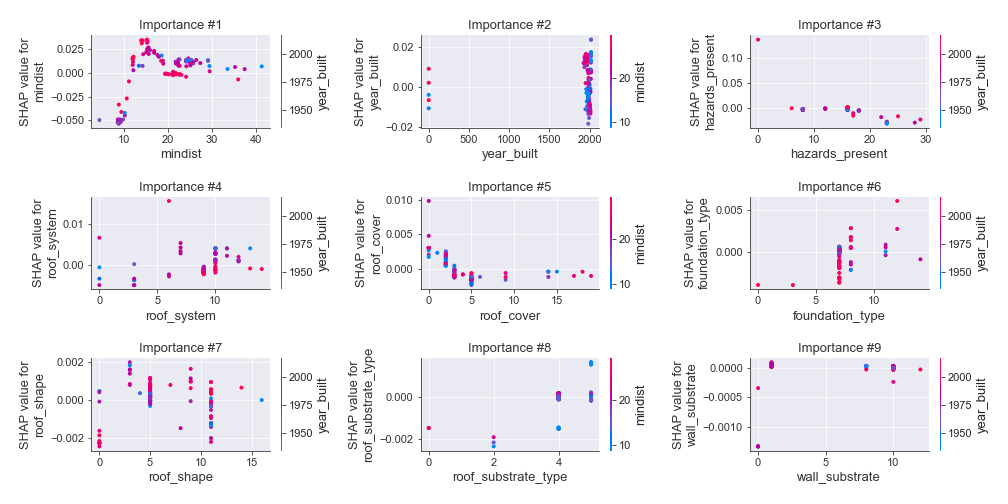 Importance #1
Importance #2
Importance #3
SHAP value for
mindist
0.025
0.000
−0.025
−0.050
10
20
30
40
mindist
2000
1975
1950
year_built
SHAP value for
year_built
0.02
0.00
−0.02
0
500
1000
1500
2000
year_built
20
10
mindist
SHAP value for
hazards_present
0.10
0.05
0.00
0
10
20
30
hazards_present
2000
1975
1950
year_built
Importance #4
Importance #5
Importance #6
SHAP value for
roof_system
0.01
0.00
0
5
10
roof_system
2000
1975
1950
year_built
SHAP value for
roof_cover
0.010
0.005
0.000
0
5
10
15
roof_cover
20
10
mindist
SHAP value for
foundation_type
0.005
0.000
0
5
10
foundation_type
2000
1975
1950
year_built
Importance #7
Importance #8
Importance #9
SHAP value for
roof_shape
0.002
0.000
−0.002
0
5
10
15
roof_shape
2000
1975
1950
year_built
SHAP value for
roof_substrate_type
0.000
−0.002
0
2
4
roof_substrate_type
20
10
mindist
SHAP value for
wall_substrate
0.0000
−0.0005
−0.0010
0
5
10
wall_substrate
2000
1975
1950
year_built